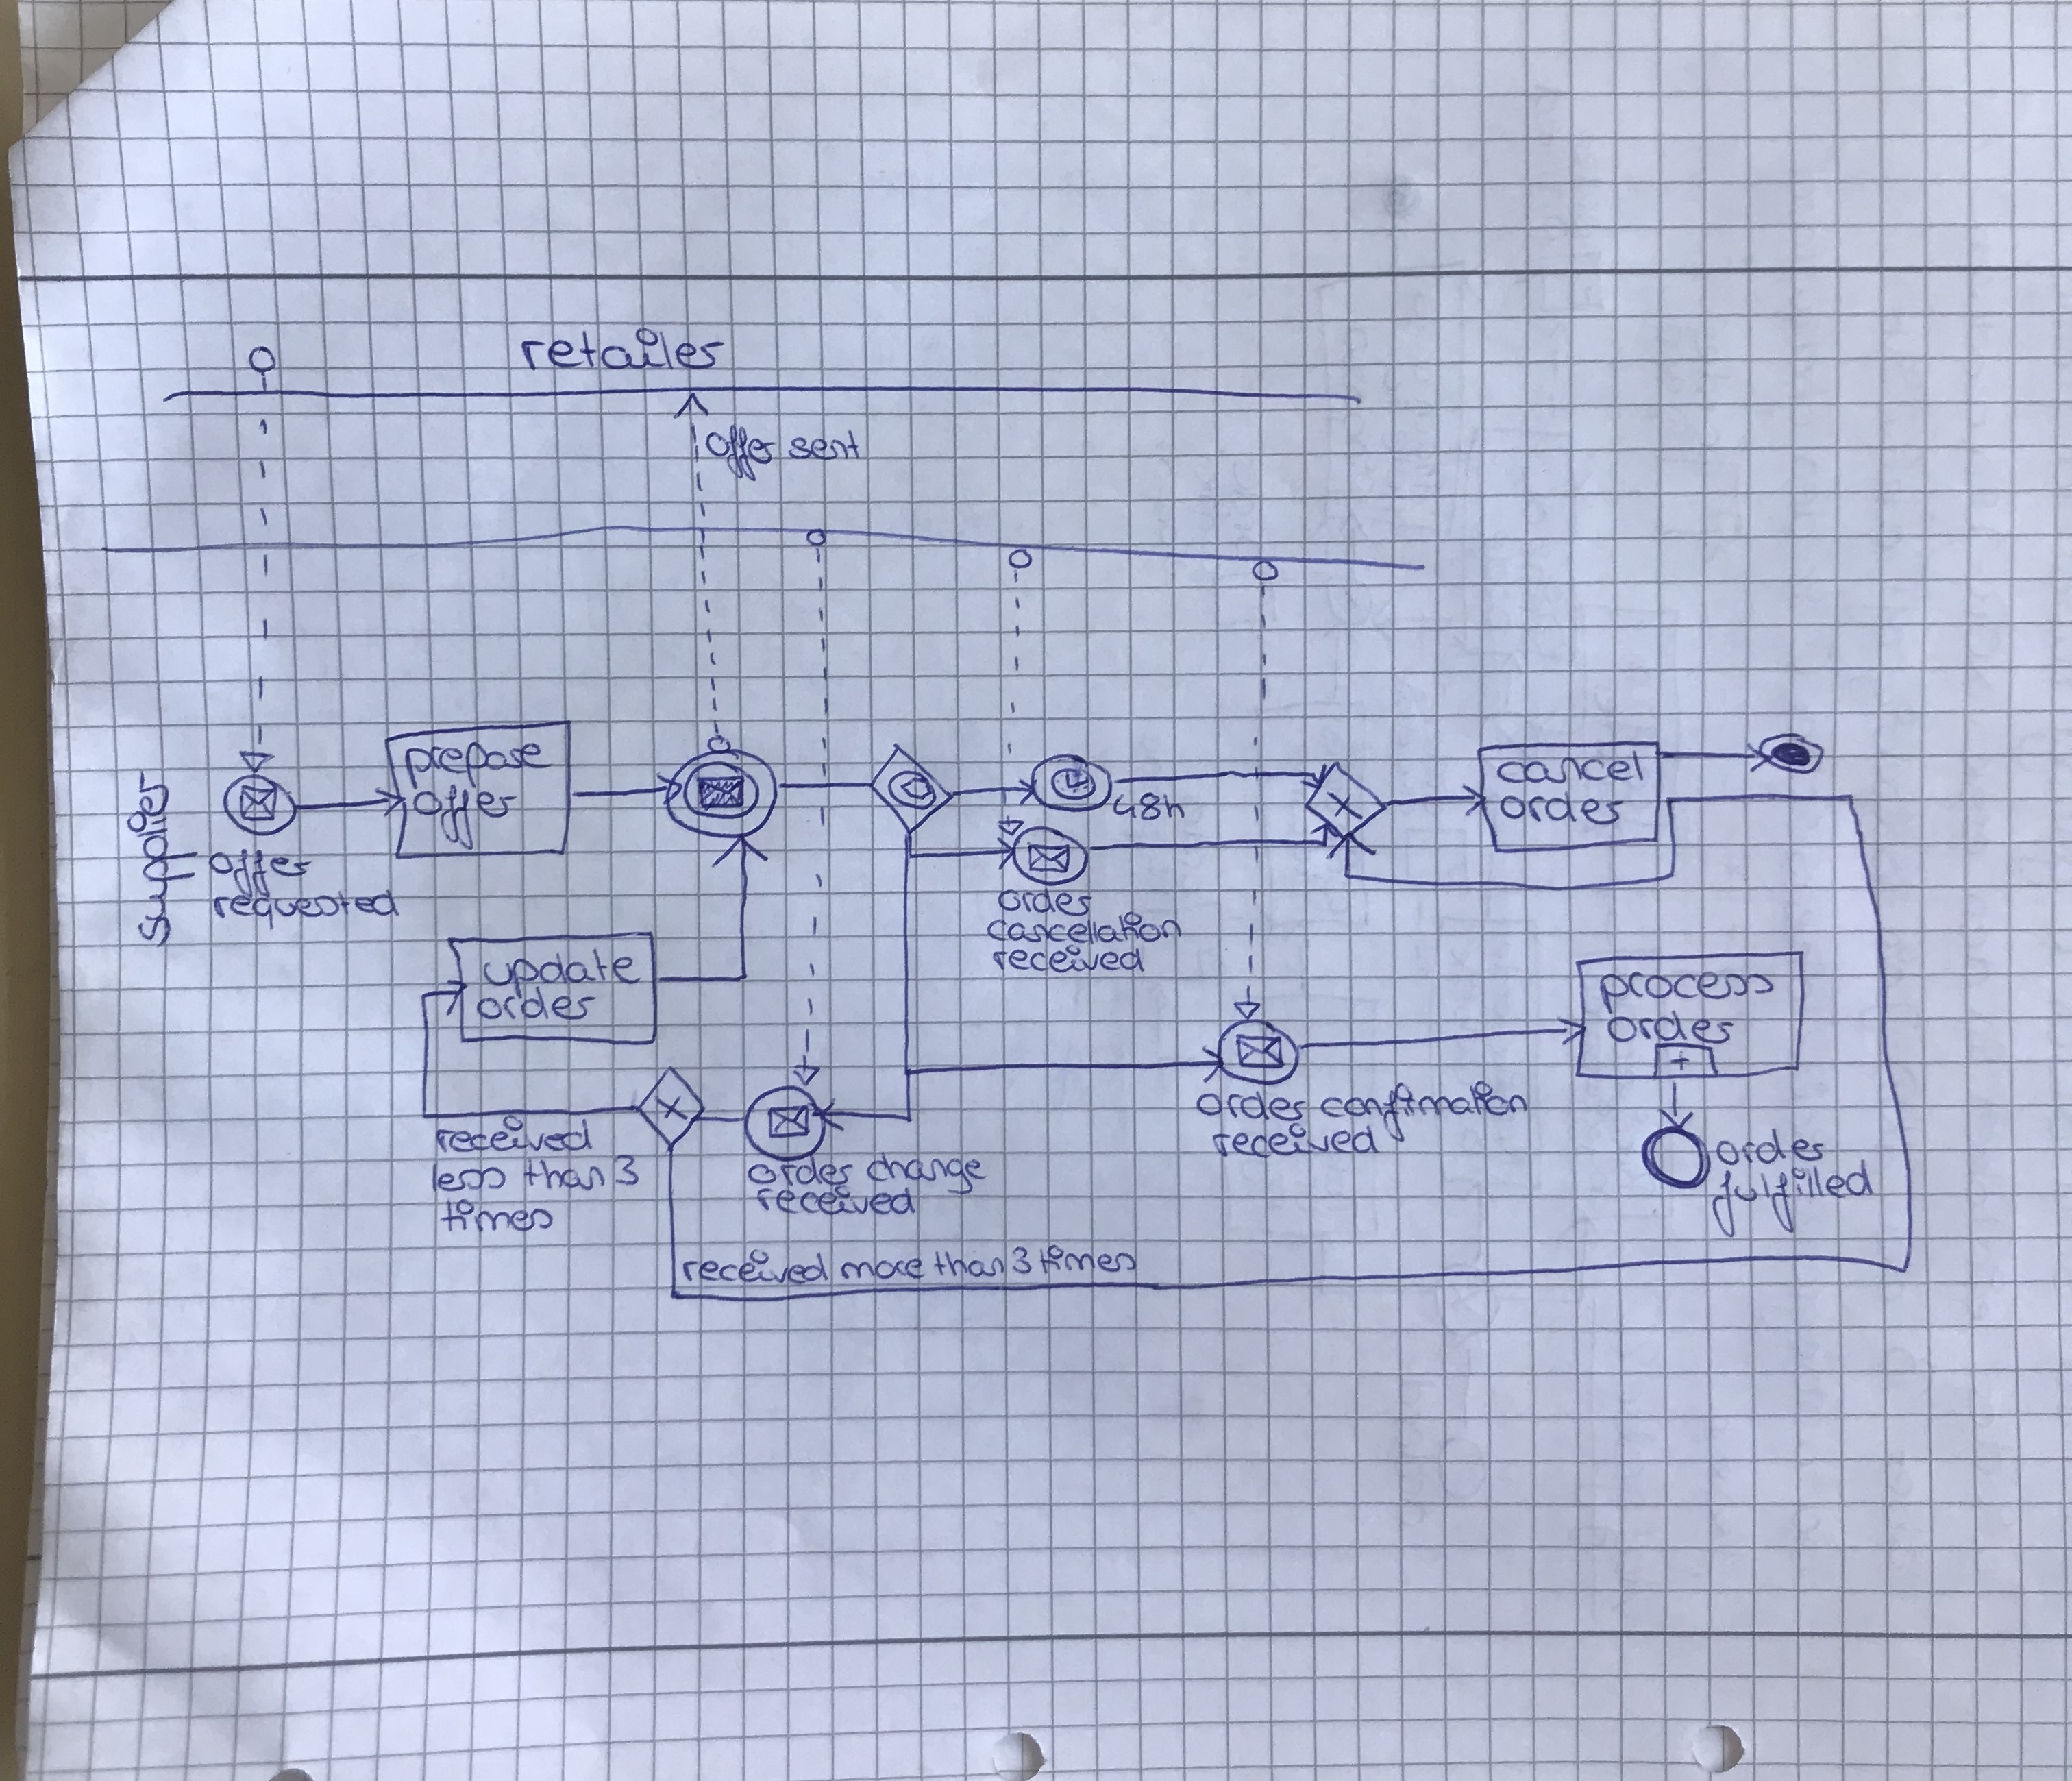 retailer
offer sent
Supplier
offer
requested
prepare
offer
48h
order
cancellation
received
cancel
order
update
order
received
less than 3
times
order change
received
order confirmation
received
process
order
order
fulfilled
received more than 3 times